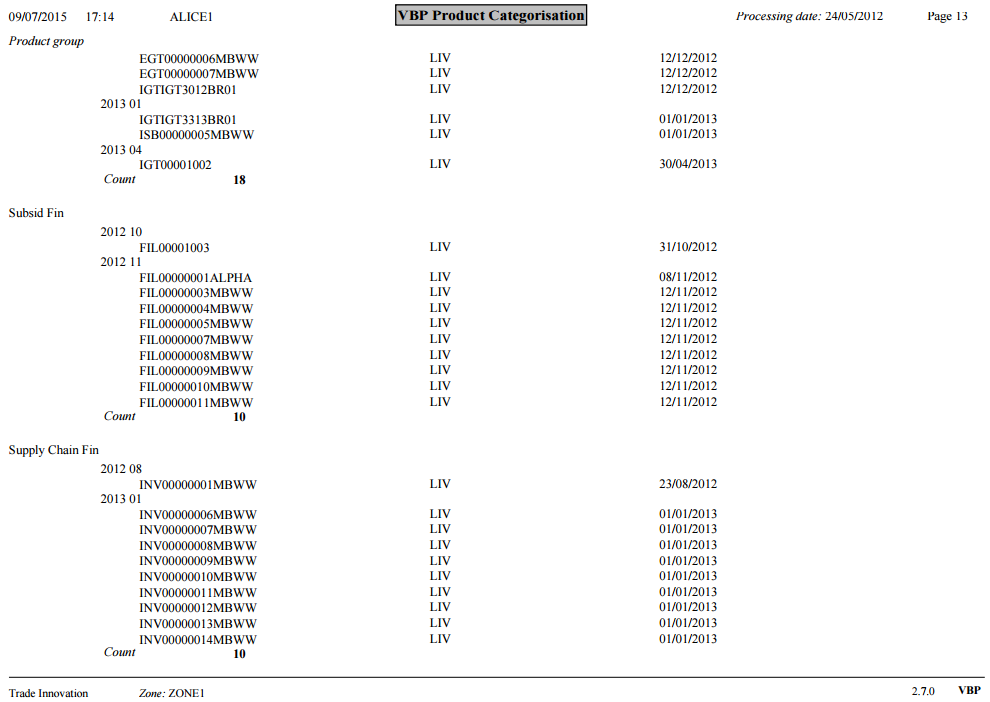 09/07/2015 17:14 ALICE1 VBP Product Categorisation Processing date: 24/05/2012 Page 13
Product group
EGT00000006MBWW LIV 12/12/2012
EGT00000007MBWW LIV 12/12/2012
IGTIGT3012BR01 LIV 12/12/2012
2013 01
IGTIGT3313BR01 LIV 01/01/2013
ISB00000005MBWW LIV 01/01/2013
2013 04
IGT00001002 LIV 30/04/2013
Count 18
Subsid Fin
2012 10
FIL00001003 LIV 31/10/2012
2012 11
FIL00000001ALPHA LIV 08/11/2012
FIL00000003MBWW LIV 12/11/2012
FIL00000004MBWW LIV 12/11/2012
FIL00000005MBWW LIV 12/11/2012
FIL00000007MBWW LIV 12/11/2012
FIL00000008MBWW LIV 12/11/2012
FIL00000009MBWW LIV 12/11/2012
FIL00000010MBWW LIV 12/11/2012
FIL00000011MBWW LIV 12/11/2012
Count 10
Supply Chain Fin
2012 08
INV00000001MBWW LIV 23/08/2012
2013 01
INV00000006MBWW LIV 01/01/2013
INV00000007MBWW LIV 01/01/2013
INV00000008MBWW LIV 01/01/2013
INV00000009MBWW LIV 01/01/2013
INV00000010MBWW LIV 01/01/2013
INV00000011MBWW LIV 01/01/2013
INV00000012MBWW LIV 01/01/2013
INV00000013MBWW LIV 01/01/2013
INV00000014MBWW LIV 01/01/2013
Count 10
Trade Innovation Zone: ZONE1 2.7.0 VBP